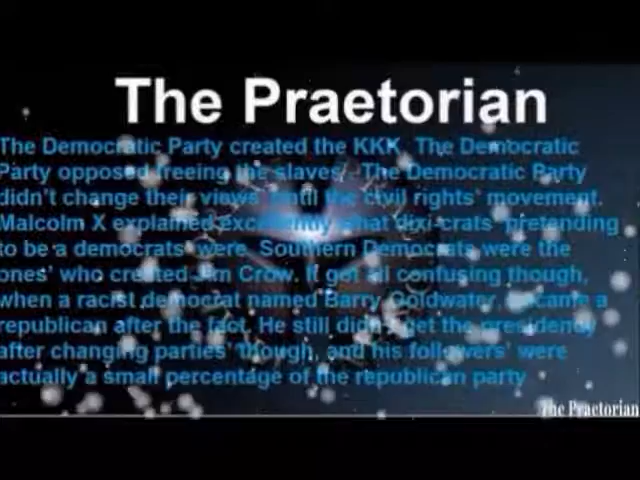 The Praetorian
The Democratic Party created the KKK. The Democratic
Party opposed freeing the slaves. The Democratic Party
didn't change their views' until the civil rights' movement.
Malcolm X explained excellently what dixi-crats' pretending
to be a democrats' were. Southern Democrats were the
ones' who created Jim Crow. It got all confusing though,
when a racist democrat named Barry Goldwater, became a
republican after the fact. He still didn't get the presidency
after changing parties' though, and his followers' were
actually a small percentage of the republican party
The Praetorian